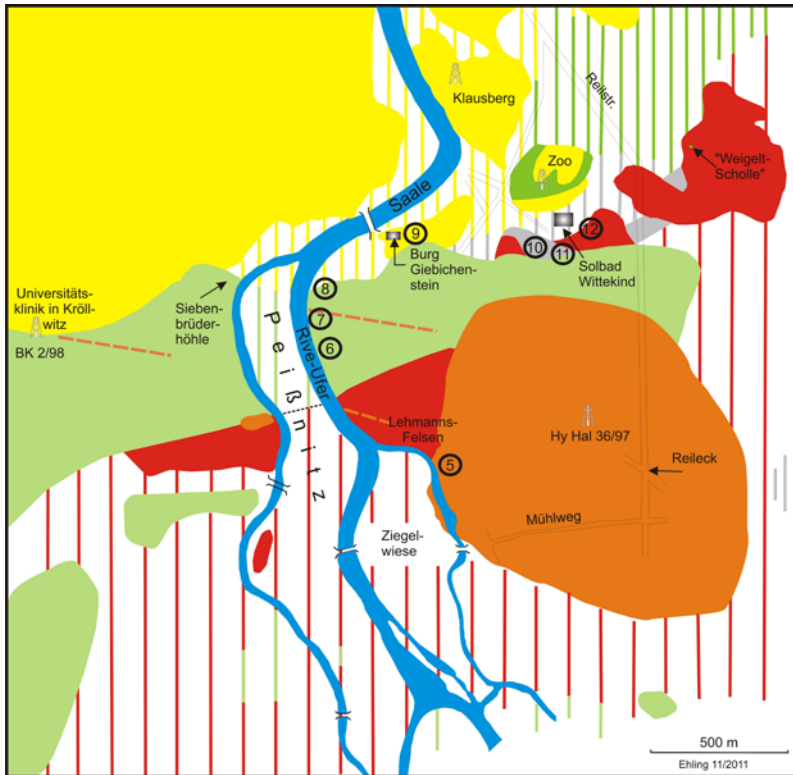 Klausberg
Reilstr.
Zoo
"Weigelt-
Scholle"
Saale
9
Burg
Giebichen-
stein
10
11
12
Solbad
Wittekind
Universitäts-
klinik in Kröll-
witz
BK 2/98
Sieben-
brüder-
höhle
8
7
6
Rive-Ufer
Peißnitz
Lehmanns-
Felsen
5
Hy Hal 36/97
Reileck
Mühlweg
Ziegel-
wiese
500 m
Ehling 11/2011